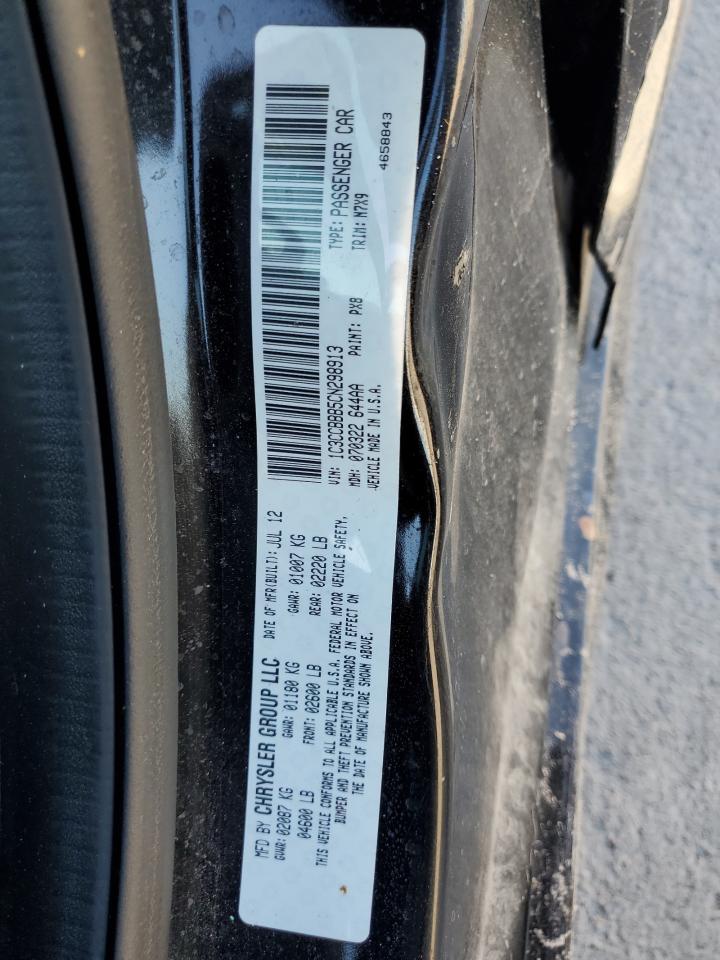 MFD BY CHRYSLER GROUP LLC DATE OF MFR(BUILT): JUL 12
GVWR: 02087 KG GAWR: 01180 KG GAWR: 01007 KG
04600 LB FRONT: 02600 LB REAR: 02220 LB
THIS VEHICLE CONFORMS TO ALL APPLICABLE U.S.A. FEDERAL MOTOR VEHICLE SAFETY,
BUMPER AND THEFT PREVENTION STANDARDS IN EFFECT ON
THE DATE OF MANUFACTURE SHOWN ABOVE.
VIN: 1C3CCBBB5CN298913 TYPE: PASSENGER CAR
MDH: 070322 644AA PAINT: PX8 TRIM: N7X9
VEHICLE MADE IN U.S.A. 4658843